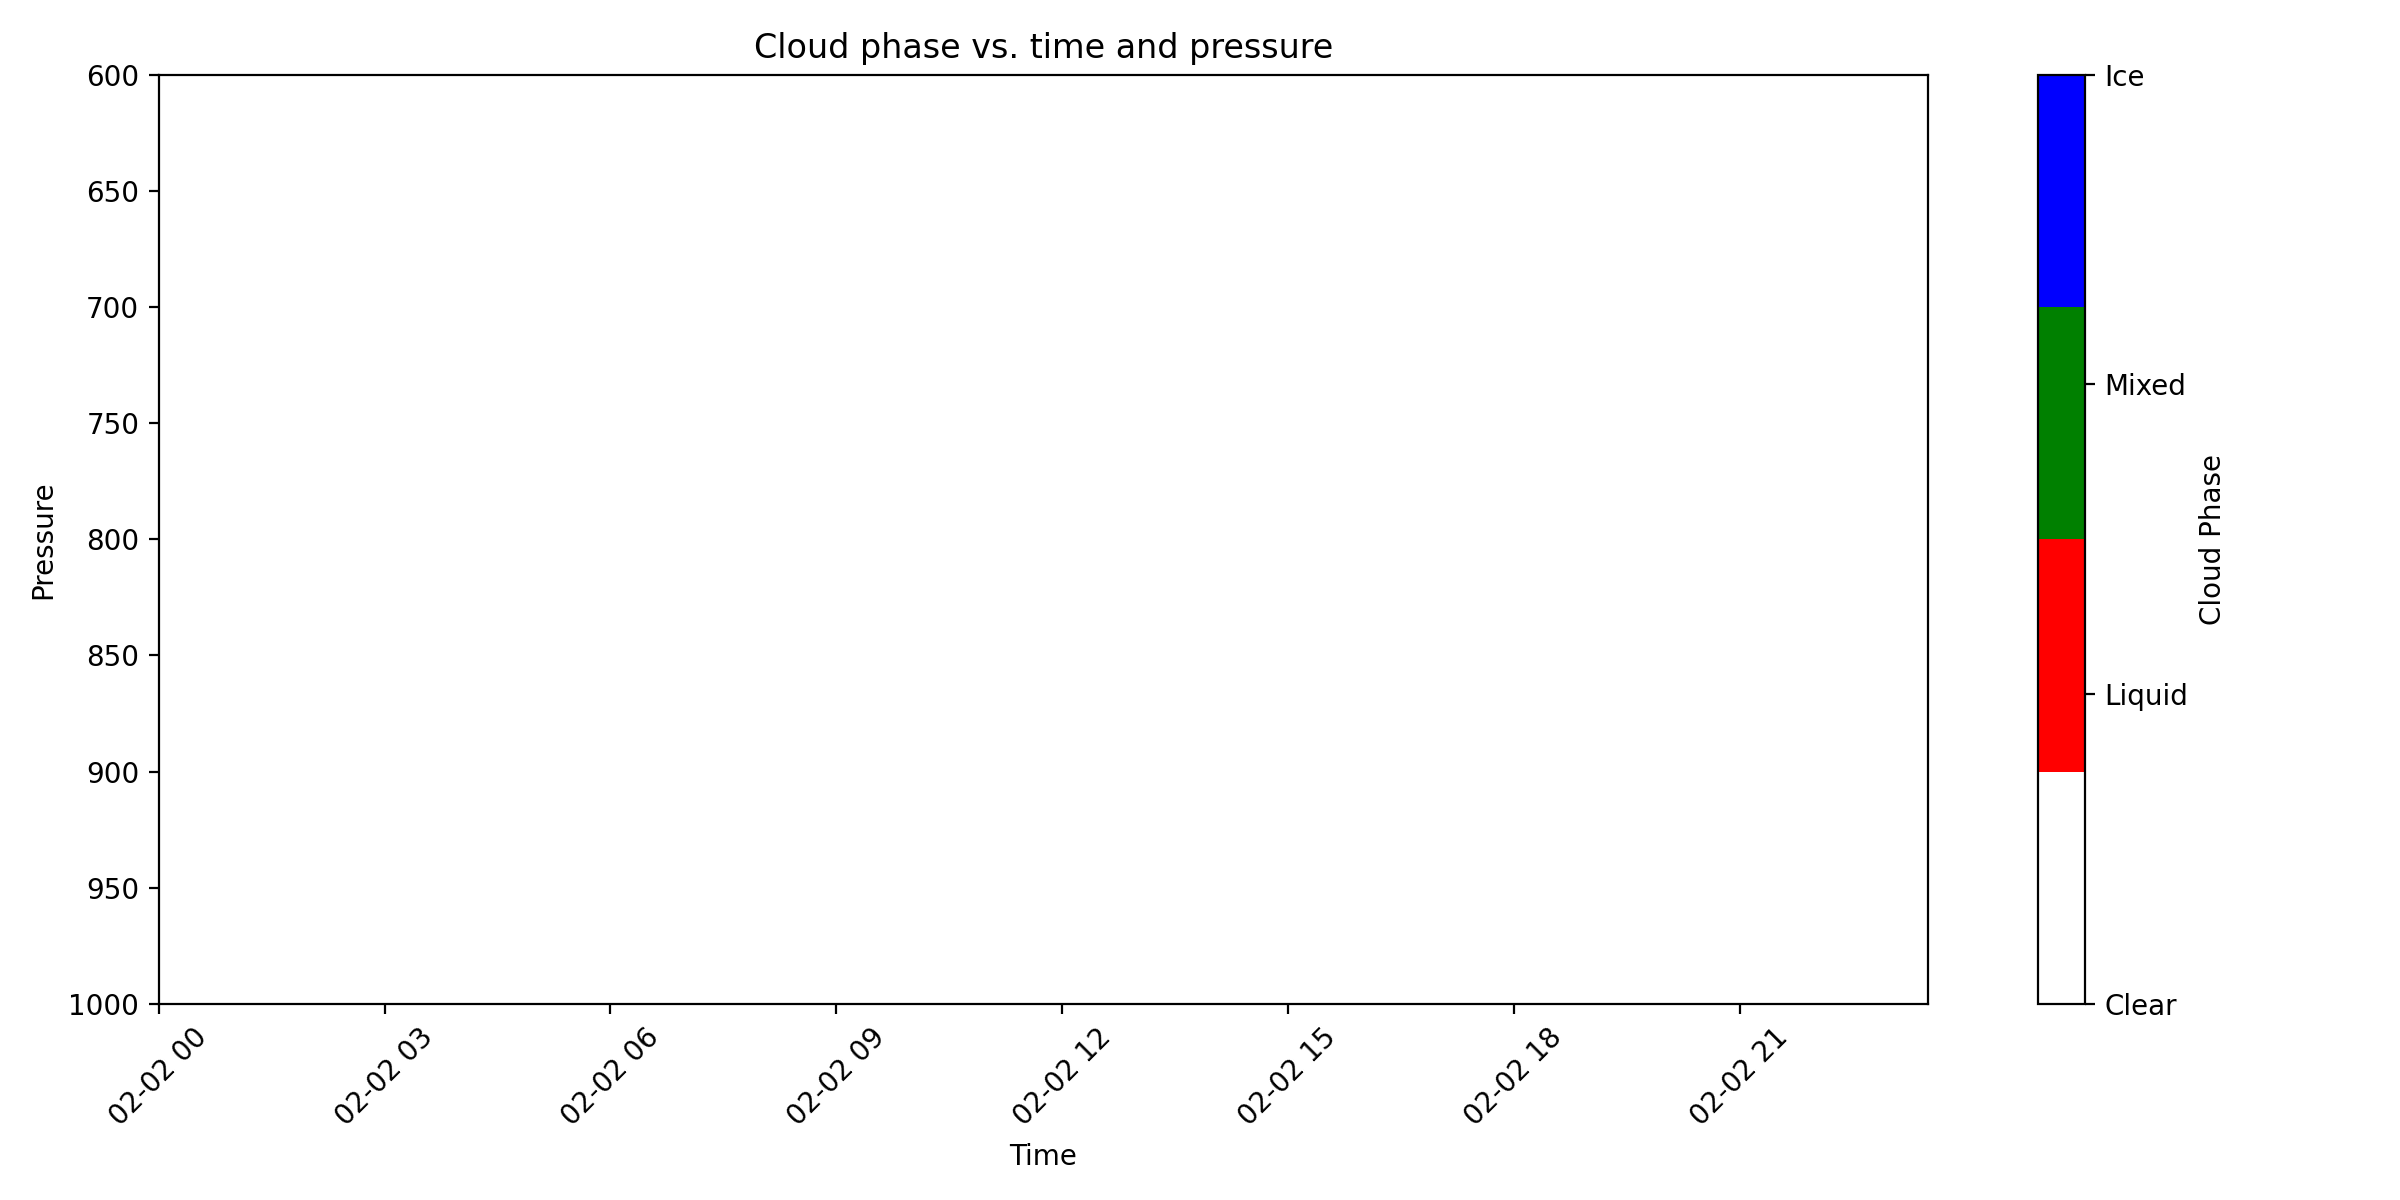 Cloud phase vs. time and pressure
600
650
700
750
800
850
900
950
1000
Pressure
02-02 00
02-02 03
02-02 06
02-02 09
02-02 12
02-02 15
02-02 18
02-02 21
Time
Ice
Mixed
Liquid
Clear
Cloud Phase